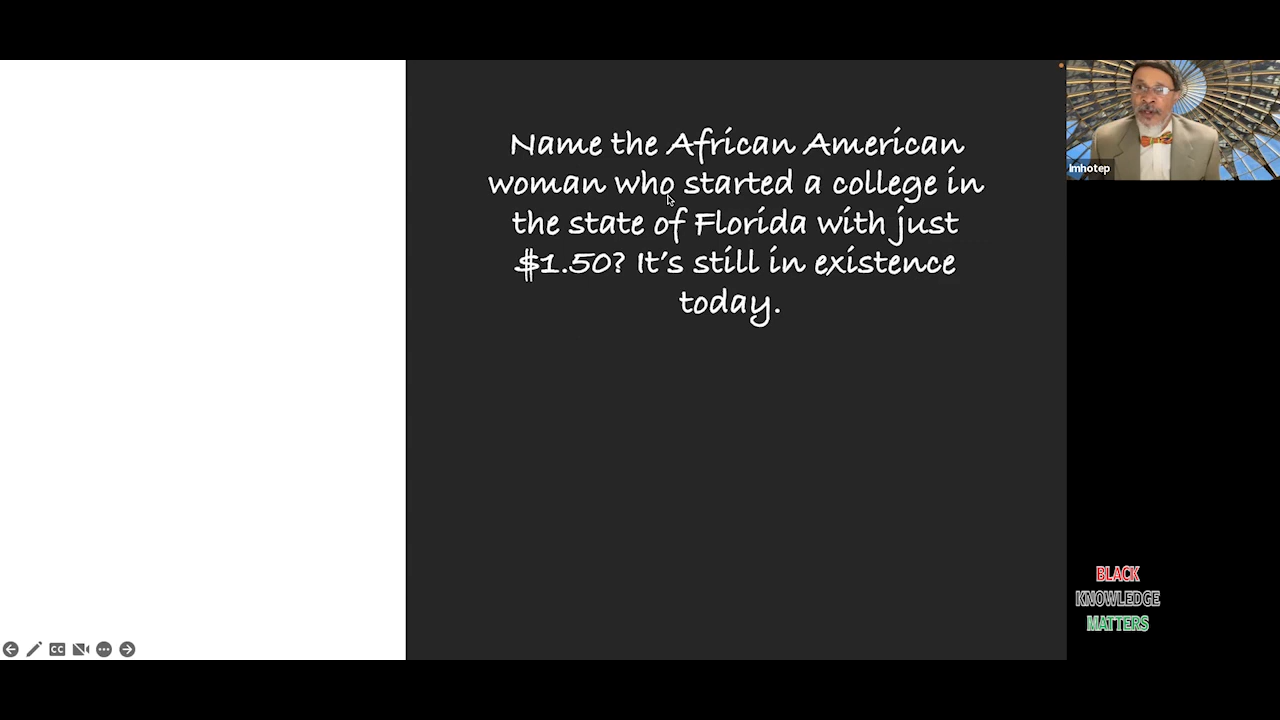 Name the African American
woman who started a college in
the state of Florida with just
$1.50? It's still in existence
today.
Imhotep
BLACK
KNOWLEDGE
MATTERS
CC